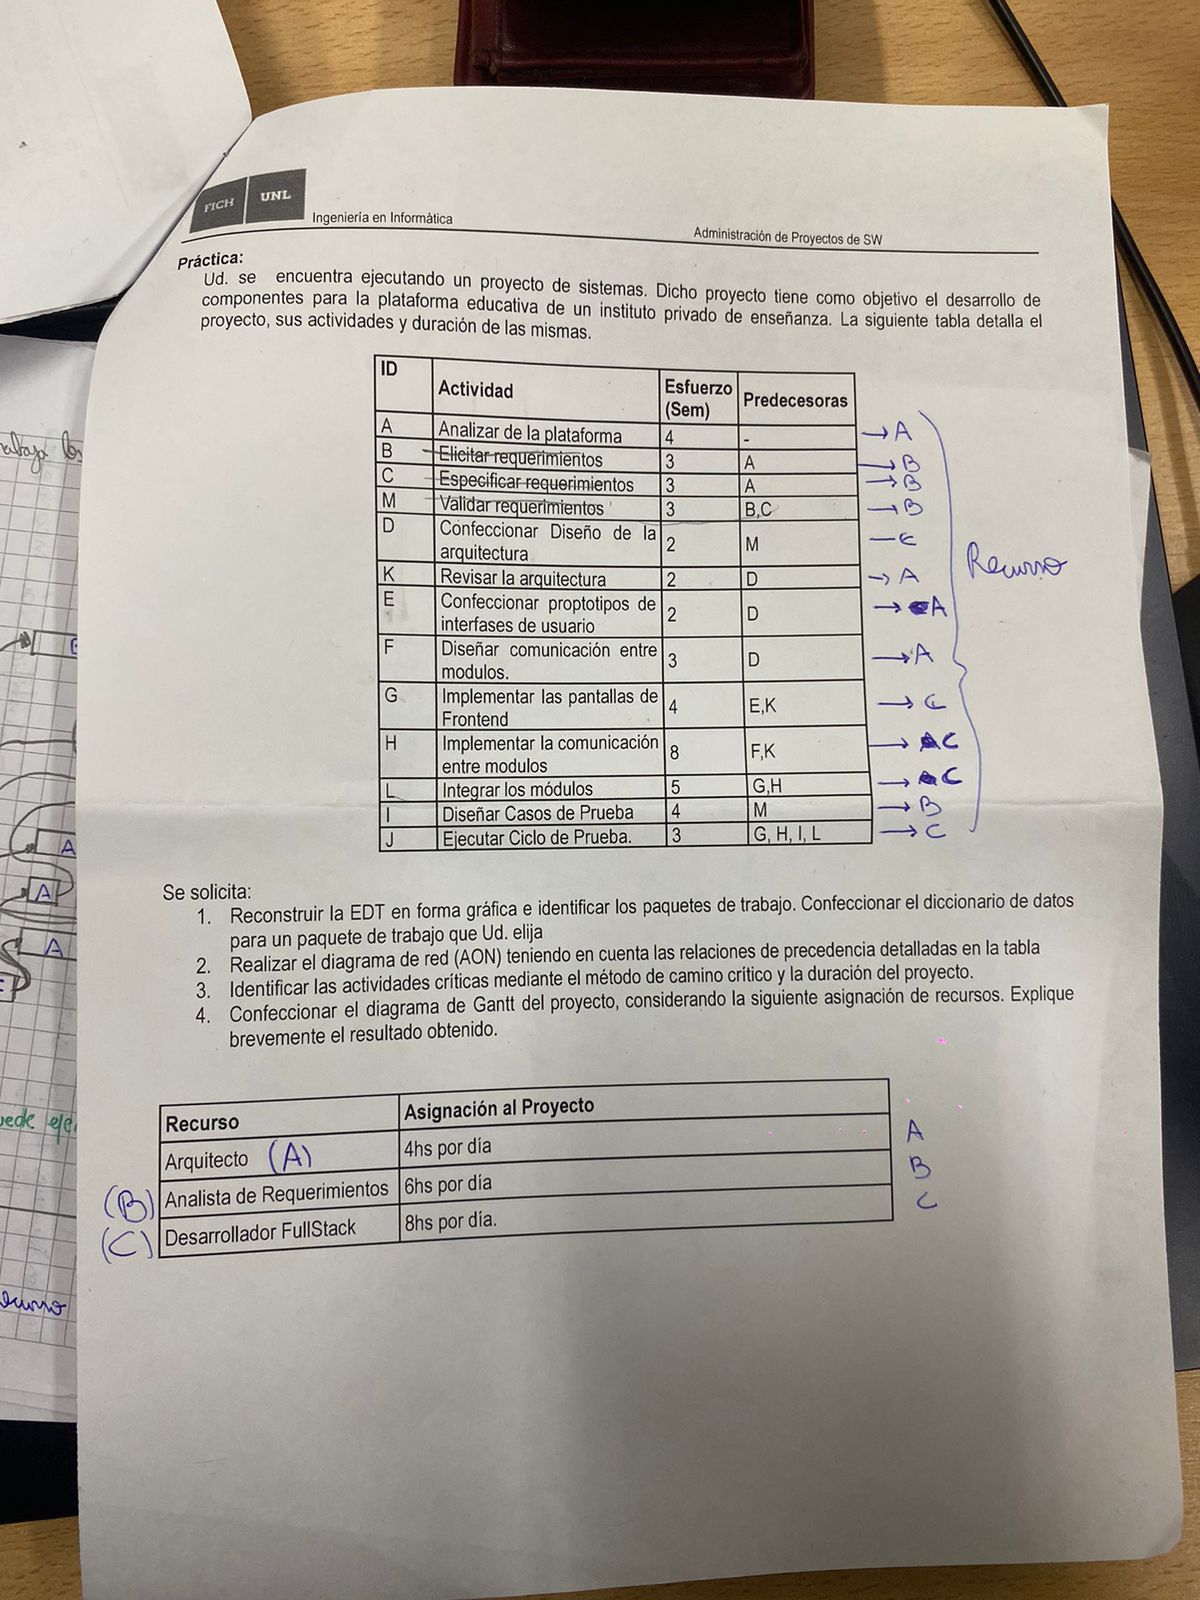 FICH UNL
Ingeniería en Informática
Administración de Proyectos de SW
Práctica:
Ud. se encuentra ejecutando un proyecto de sistemas. Dicho proyecto tiene como objetivo el desarrollo de
componentes para la plataforma educativa de un instituto privado de enseñanza. La siguiente tabla detalla el
proyecto, sus actividades y duración de las mismas.
ID Actividad Esfuerzo (Sem) Predecesoras
A Analizar de la plataforma 4 - → A
B Elicitar requerimientos 3 A → B
C Especificar requerimientos 3 A → B
M Validar requerimientos 3 B,C → B
D Confeccionar Diseño de la
arquitectura 2 M — C
K Revisar la arquitectura 2 D → A
E Confeccionar proptotipos de
interfases de usuario 2 D → A
F Diseñar comunicación entre
modulos. 3 D → A
G Implementar las pantallas de
Frontend 4 E,K → C
H Implementar la comunicación
entre modulos 8 F,K → C
L Integrar los módulos 5 G,H → C
I Diseñar Casos de Prueba 4 M → B
J Ejecutar Ciclo de Prueba. 3 G, H, I, L → C
Recurso
Se solicita:
1. Reconstruir la EDT en forma gráfica e identificar los paquetes de trabajo. Confeccionar el diccionario de datos
para un paquete de trabajo que Ud. elija
2. Realizar el diagrama de red (AON) teniendo en cuenta las relaciones de precedencia detalladas en la tabla
3. Identificar las actividades críticas mediante el método de camino crítico y la duración del proyecto.
4. Confeccionar el diagrama de Gantt del proyecto, considerando la siguiente asignación de recursos. Explique
brevemente el resultado obtenido.
Recurso Asignación al Proyecto
Arquitecto (A) 4hs por día A
(B) Analista de Requerimientos 6hs por día B
(C) Desarrollador FullStack 8hs por día. C
A
A
A